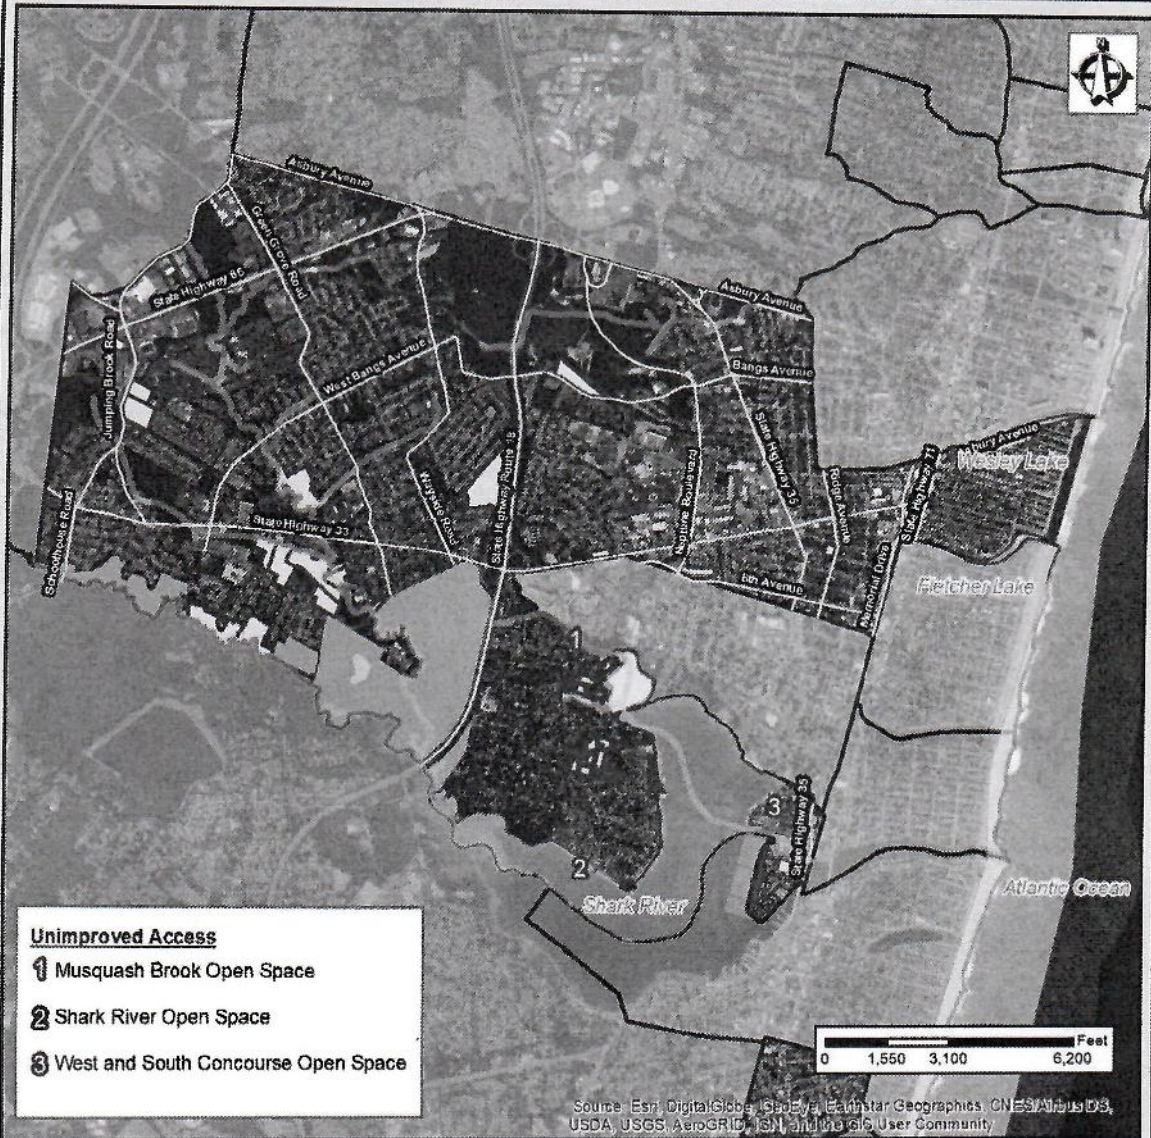 N
Asbury Avenue
Green Grove Road
State Highway 66
Asbury Avenue
Jumping Brook Road
West Bangs Avenue
Bangs Avenue
State Highway 35
Asbury Avenue
Wesley Lake
State Highway 71
Ridge Avenue
Neptune Boulevard
State Highway Route 18
Wayside Road
State Highway 33
Schoolhouse Road
6th Avenue
Memorial Drive
Fletcher Lake
1
3
State Highway 35
2
Shark River
Atlantic Ocean
Unimproved Access
1 Musquash Brook Open Space
2 Shark River Open Space
3 West and South Concourse Open Space
Feet
0 1,550 3,100 6,200
Source: Esri, DigitalGlobe, GeoEye, Earthstar Geographics, CNES/Airbus DS,
USDA, USGS, AeroGRID, IGN, and the GIS User Community